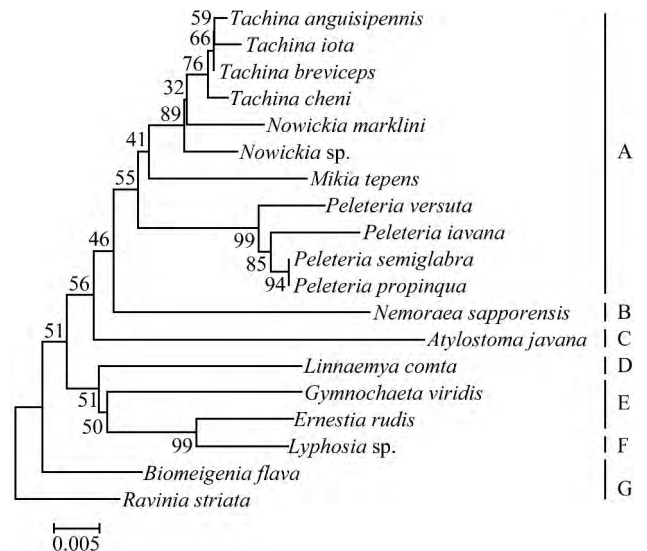 59 Tachina anguisipennis
66 Tachina iota A
76 Tachina breviceps
32 Tachina cheni
89 Nowickia marklini
41 Nowickia sp.
55 Mikia tepens
Peleteria versuta
99 Peleteria iavana
85 Peleteria semiglabra
94 Peleteria propinqua
46 Nemoraea sapporensis B
56 Atylostoma javana C
51 Linnaemya comta D
51 Gymnochaeta viridis E
50 Ernestia rudis
99 Lyphosia sp. F
Biomeigenia flava G
Ravinia striata
0.005